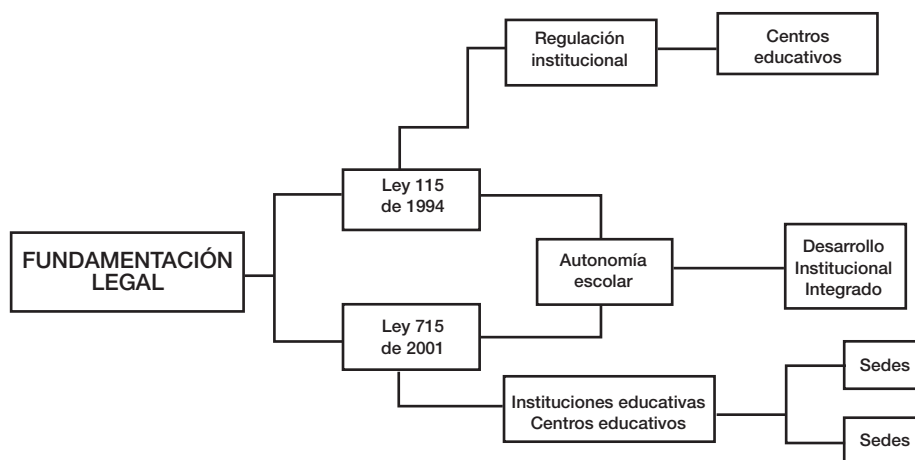 Regulación
institucional
Centros
educativos
Ley 115
de 1994
FUNDAMENTACIÓN
LEGAL
Autonomía
escolar
Desarrollo
Institucional
Integrado
Ley 715
de 2001
Instituciones educativas
Centros educativos
Sedes
Sedes